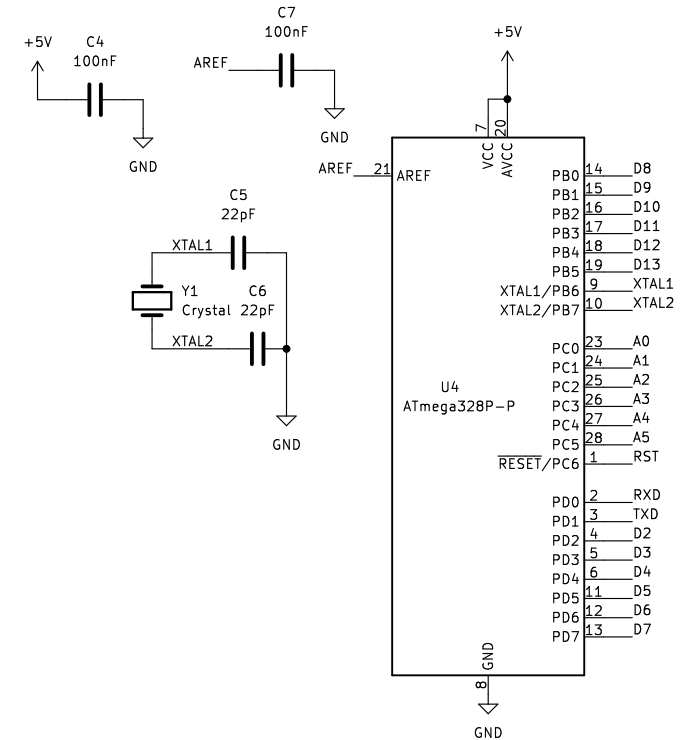 C7
100nF
+5V
C4
100nF
+5V
AREF
GND
GND
7
VCC
20
AVCC
AREF 21 AREF
PB0 14 D8
PB1 15 D9
PB2 16 D10
PB3 17 D11
PB4 18 D12
PB5 19 D13
XTAL1/PB6 9 XTAL1
XTAL2/PB7 10 XTAL2
C5
22pF
XTAL1
Y1
Crystal
C6
22pF
XTAL2
GND
PC0 23 A0
PC1 24 A1
PC2 25 A2
PC3 26 A3
PC4 27 A4
PC5 28 A5
RESET/PC6 1 RST
U4
ATmega328P-P
PD0 2 RXD
PD1 3 TXD
PD2 4 D2
PD3 5 D3
PD4 6 D4
PD5 11 D5
PD6 12 D6
PD7 13 D7
GND
8
GND